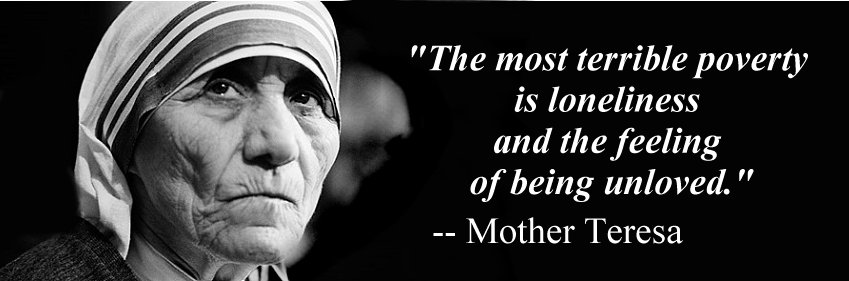 "The most terrible poverty
is loneliness
and the feeling
of being unloved."
-- Mother Teresa